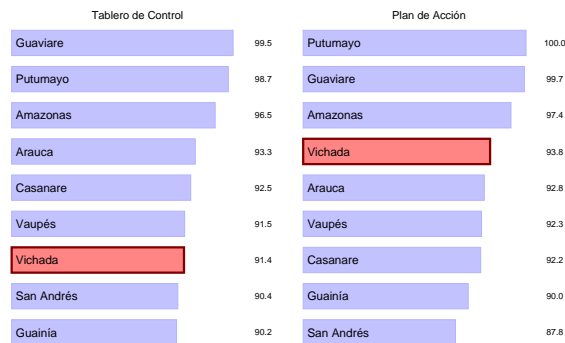 Tablero de Control
Guaviare 99.5
Putumayo 98.7
Amazonas 96.5
Arauca 93.3
Casanare 92.5
Vaupés 91.5
Vichada 91.4
San Andrés 90.4
Guainía 90.2
Plan de Acción
Putumayo 100.0
Guaviare 99.7
Amazonas 97.4
Vichada 93.8
Arauca 92.8
Vaupés 92.3
Casanare 92.2
Guainía 90.0
San Andrés 87.8